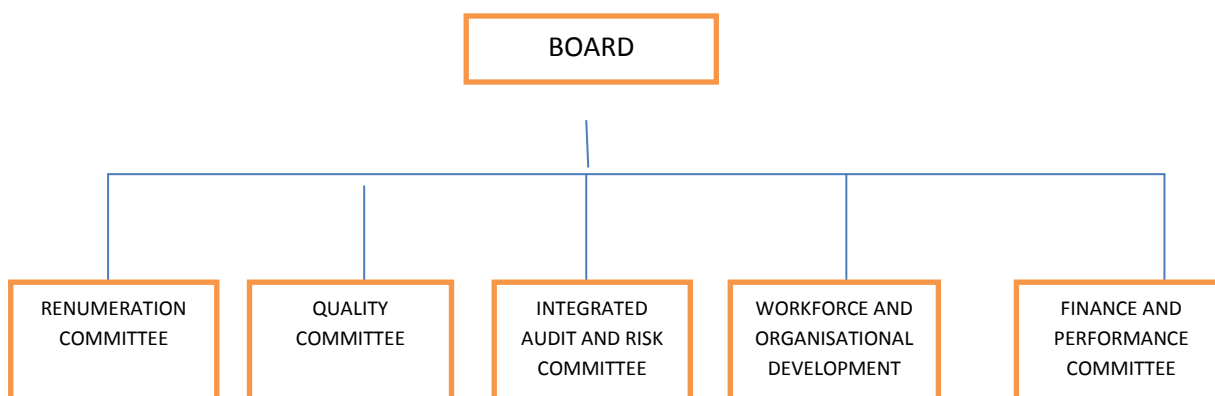 BOARD
RENUMERATION
COMMITTEE
QUALITY
COMMITTEE
INTEGRATED
AUDIT AND RISK
COMMITTEE
WORKFORCE AND
ORGANISATIONAL
DEVELOPMENT
FINANCE AND
PERFORMANCE
COMMITTEE